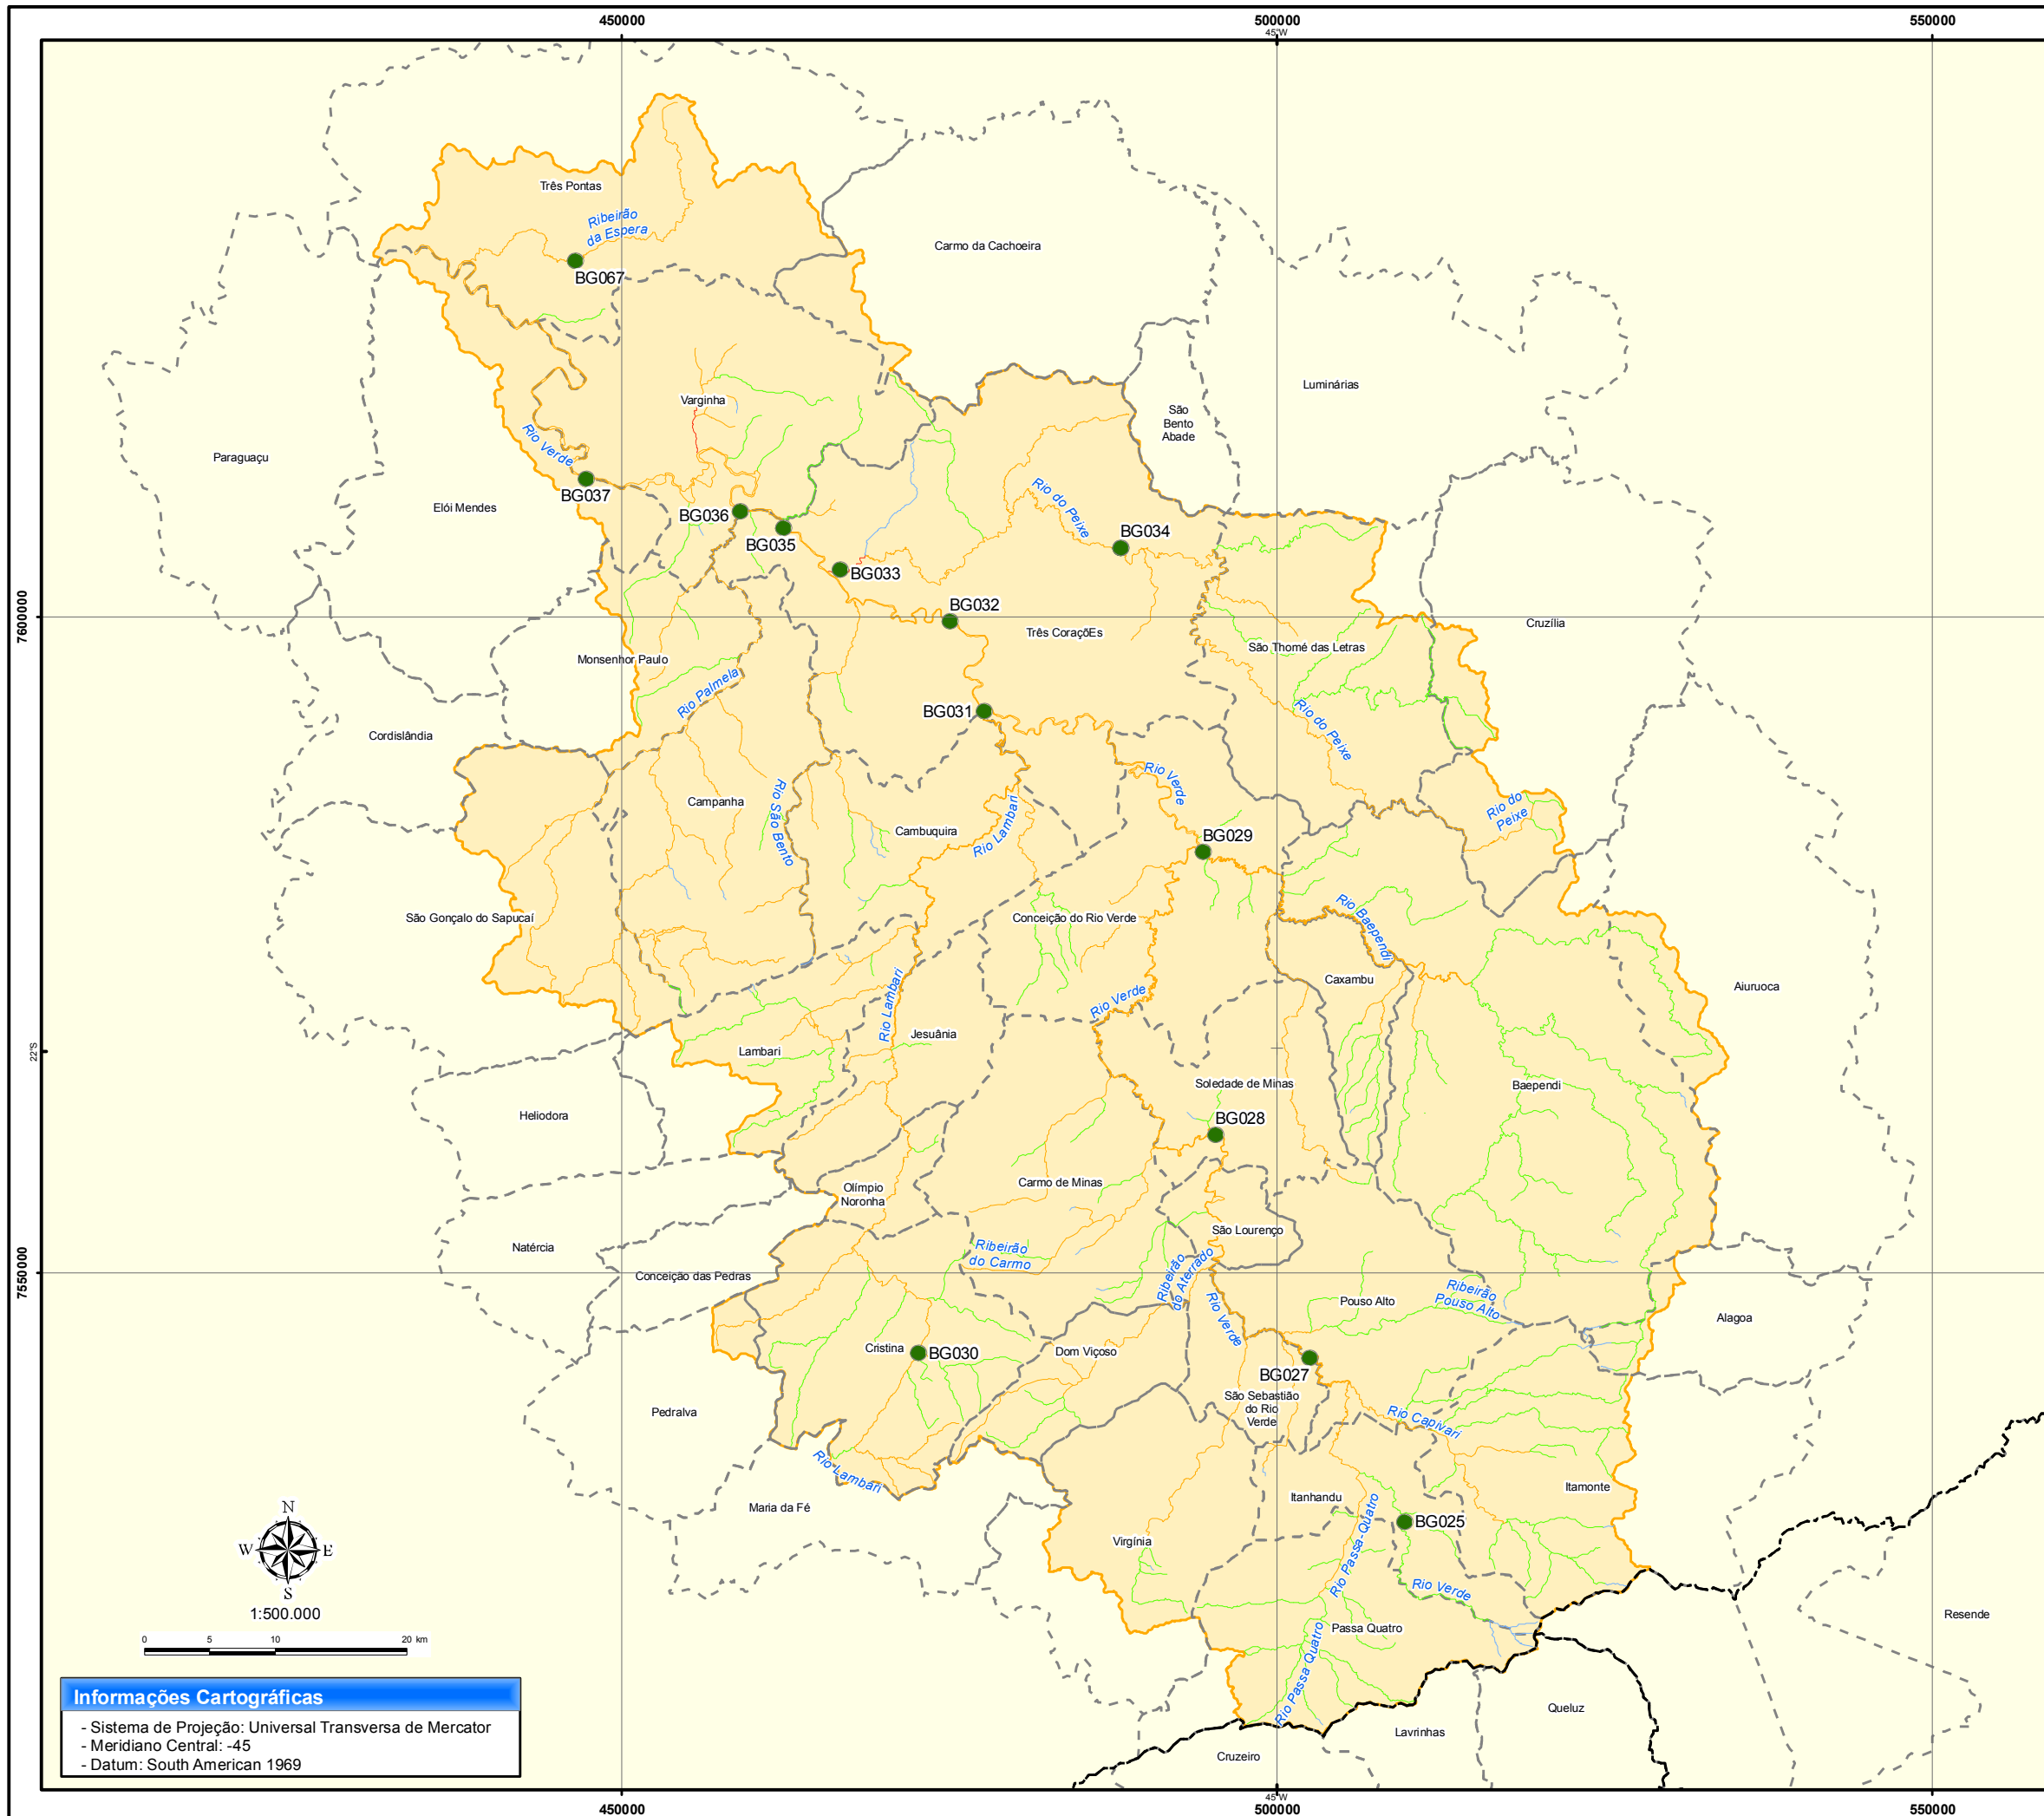 450000
500000
550000
45°W
Três Pontas
Ribeirão
da Espera
BG067
Carmo da Cachoeira
Luminárias
Varginha
São
Bento
Abade
Paraguaçu
Rio Verde
Elói Mendes
BG037
BG036
BG035
Rio do Peixe
BG034
BG033
7600000
BG032
Três CoraçõEs
Cruzília
São Thomé das Letras
Monsenhor Paulo
Rio Palmela
BG031
Rio do Peixe
Cordislândia
Rio Verde
Campanha
Rio São Bento
Cambuquira
Rio Lambari
Rio do
Peixe
BG029
São Gonçalo do Sapucaí
Conceição do Rio Verde
Rio Baependi
Caxambu
Aiuruoca
Rio Lambari
Rio Verde
Jesuânia
22°S
Lambari
Soledade de Minas
Baependi
Heliodora
BG028
Carmo de Minas
Olímpio
Noronha
São Lourenço
Natércia
Ribeirão
do Carmo
Ribeirão
do Aterrado
7550000
Conceição das Pedras
Rio Verde
Pouso Alto
Ribeirão
Pouso Alto
Alagoa
Cristina
BG030
Dom Viçoso
BG027
São Sebastião
do Rio
Verde
Pedralva
Rio Capivari
Rio Lambari
Maria da Fé
Itamonte
Itanhandu
BG025
Rio Passa-Quatro
Virgínia
Rio Verde
Passa Quatro
Rio Passa Quatro
Resende
Queluz
Lavrinhas
Cruzeiro
N
W
E
S
1:500.000
0 5 10 20 km
Informações Cartográficas
- Sistema de Projeção: Universal Transversa de Mercator
- Meridiano Central: -45
- Datum: South American 1969
45°W
450000
500000
550000